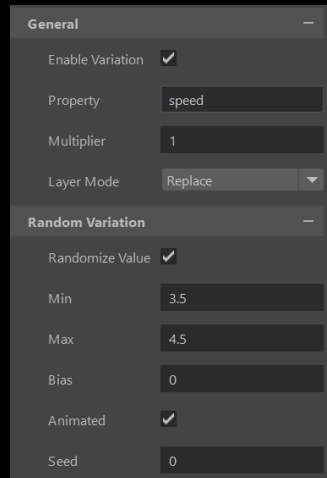 General
Enable Variation
Property speed
Multiplier 1
Layer Mode Replace
Random Variation
Randomize Value
Min 3.5
Max 4.5
Bias 0
Animated
Seed 0